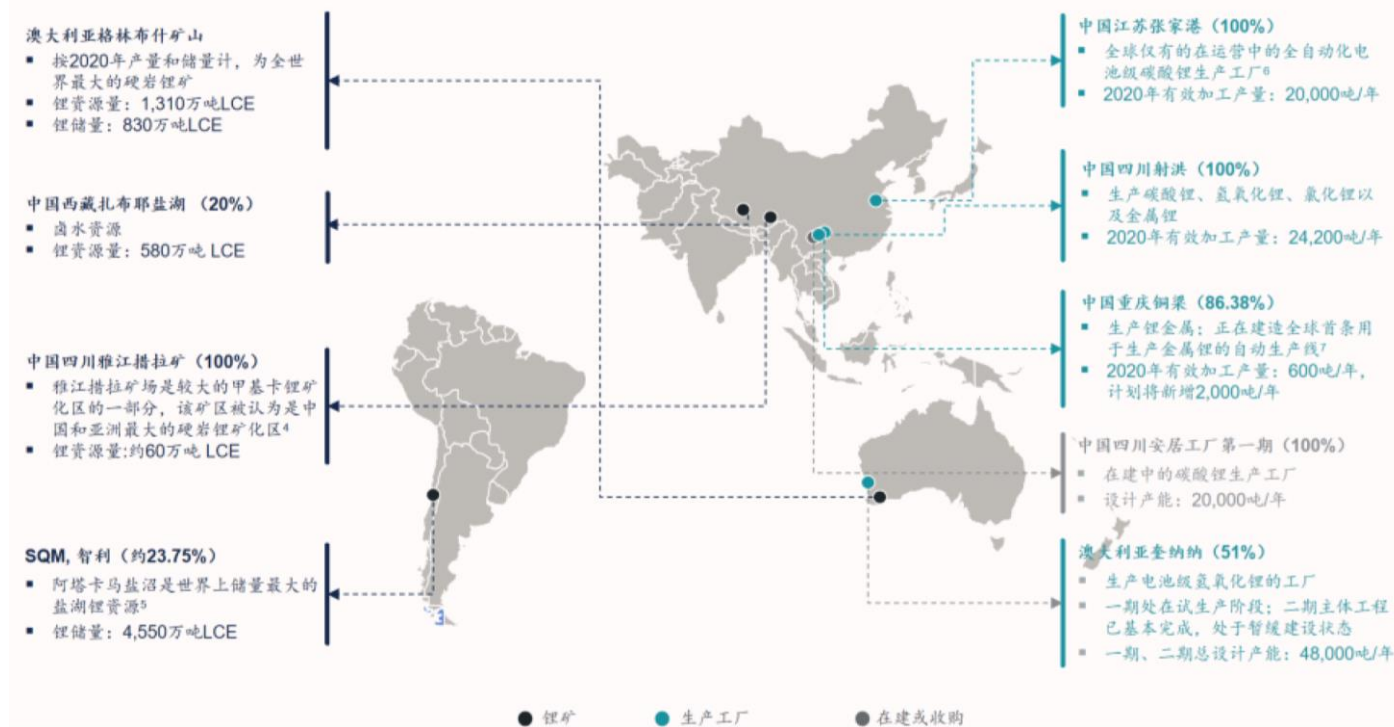 澳大利亚格林布什矿山
▪ 按2020年产量和储量计，为全世
界最大的硬岩锂矿
▪ 锂资源量：1,310万吨LCE
▪ 锂储量：830万吨LCE
中国西藏扎布耶盐湖 （20%）
▪ 卤水资源
▪ 锂资源量：580万吨 LCE
中国四川雅江措拉矿（100%）
▪ 雅江措拉矿场是较大的甲基卡锂矿
化区的一部分，该矿区被认为是中
国和亚洲最大的硬岩锂矿化区4
▪ 锂资源量:约60万吨 LCE
SQM, 智利（约23.75%）
▪ 阿塔卡马盐沼是世界上储量最大的
盐湖锂资源5
▪ 锂储量：4,550万吨LCE
中国江苏张家港（100%）
▪ 全球仅有的在运营中的全自动化电
池级碳酸锂生产工厂6
▪ 2020年有效加工产量：20,000吨/年
中国四川射洪（100%）
▪ 生产碳酸锂、氢氧化锂、氯化锂以
及金属锂
▪ 2020年有效加工产量：24,200吨/年
中国重庆铜梁（86.38%）
▪ 生产锂金属；正在建造全球首条用
于生产金属锂的自动生产线7
▪ 2020年有效加工产量：600吨/年，
计划将新增2,000吨/年
中国四川安居工厂第一期（100%）
▪ 在建中的碳酸锂生产工厂
▪ 设计产能：20,000吨/年
澳大利亚奎纳纳（51%）
▪ 生产电池级氢氧化锂的工厂
▪ 一期处在试生产阶段；二期主体工程
已基本完成，处于暂缓建设状态
▪ 一期、二期总设计产能：48,000吨/年
锂矿
生产工厂
在建或收购